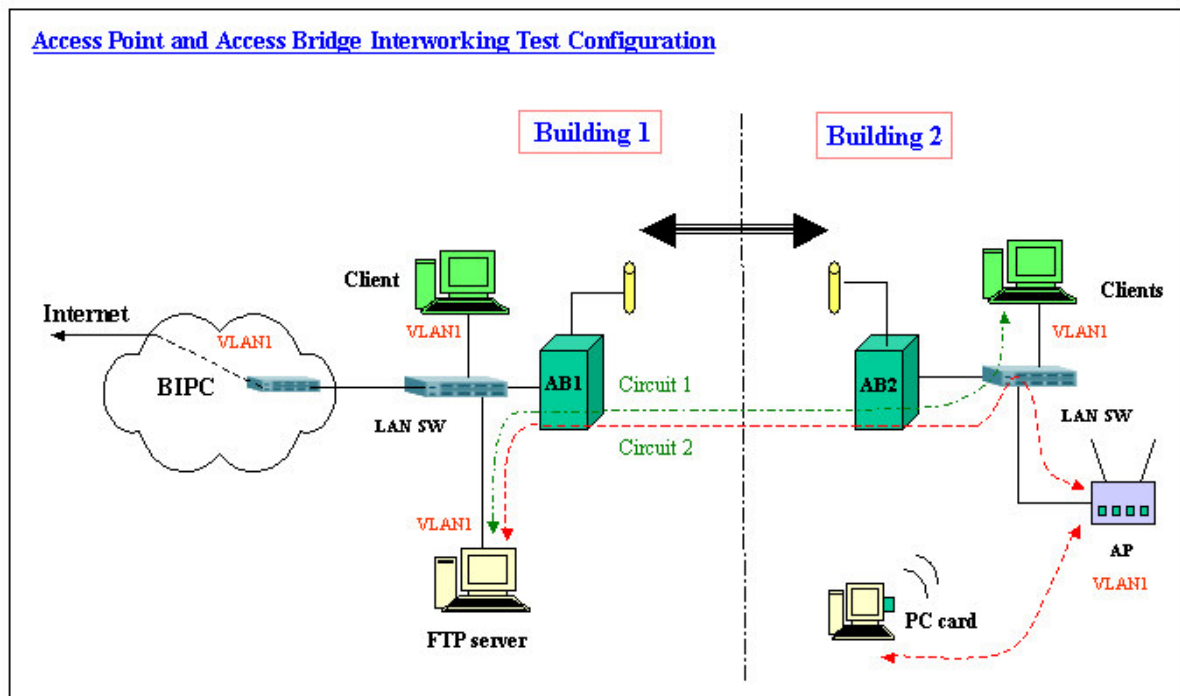 Access Point and Access Bridge Interworking Test Configuration
Building 1
Building 2
Client
Clients
Internet
VLAN1
VLAN1
VLAN1
BIPC
AB1
AB2
Circuit 1
LAN SW
LAN SW
Circuit 2
VLAN1
AP
VLAN1
PC card
FTP server